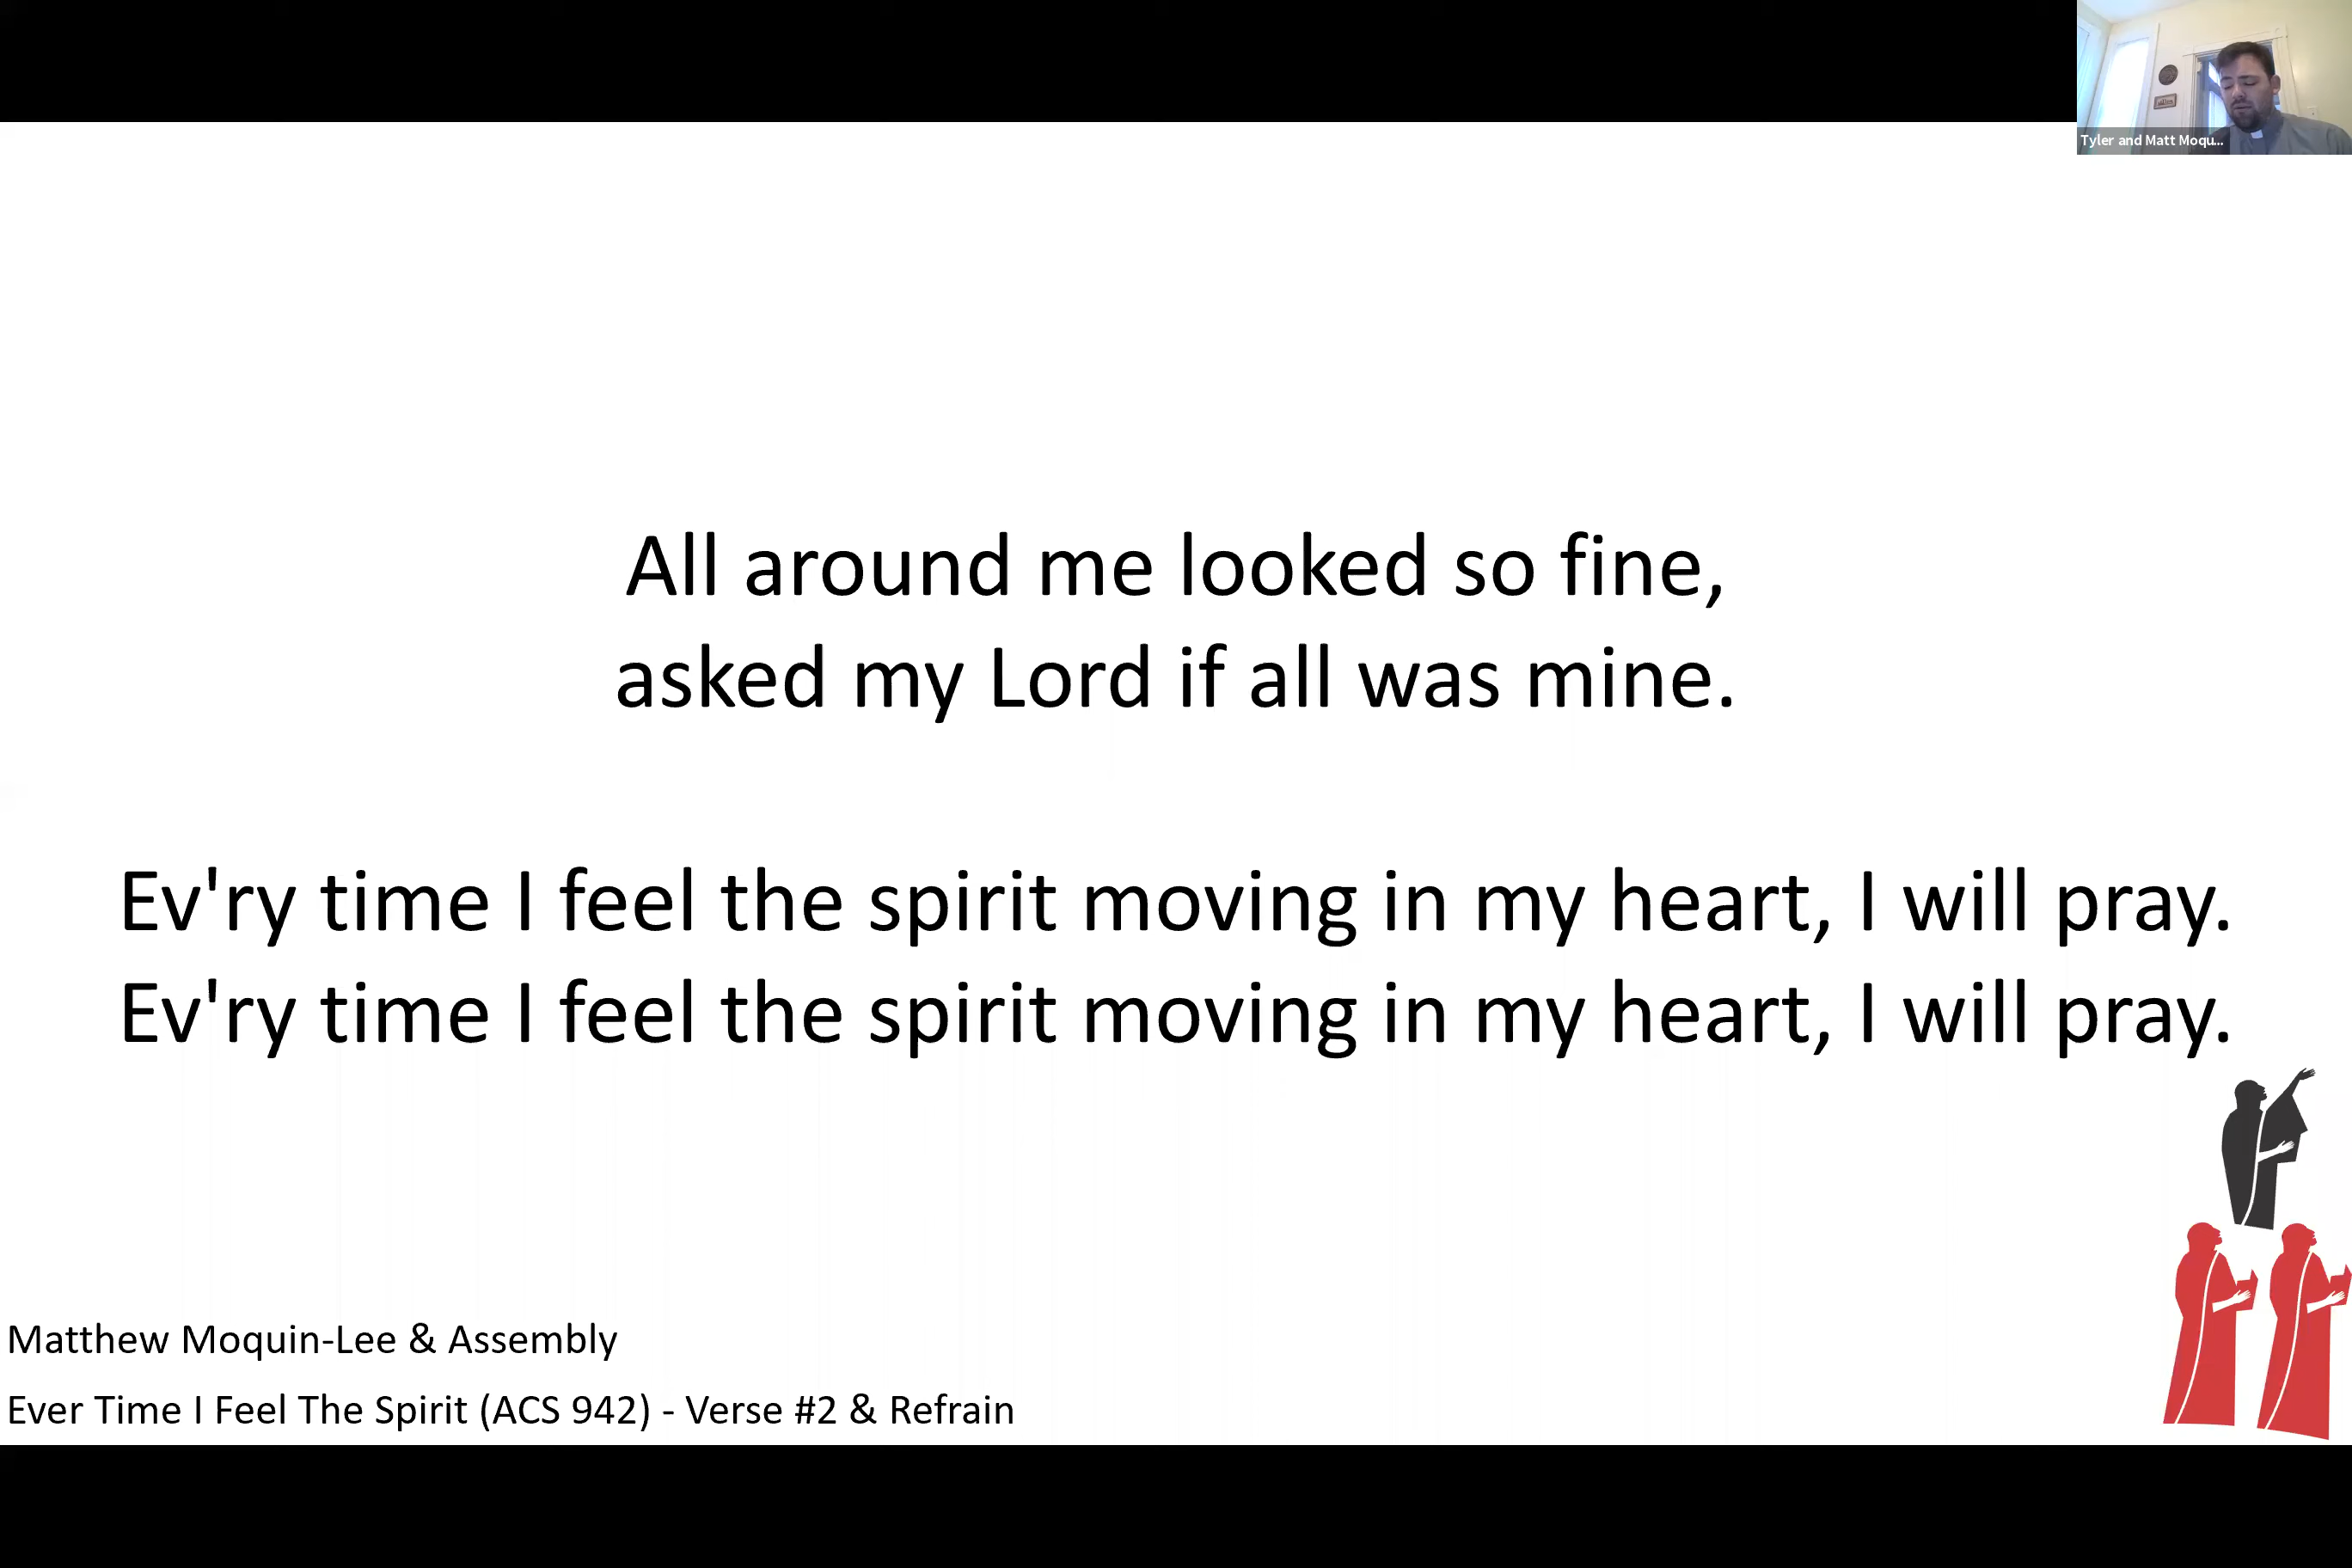 Tyler and Matt Moqu...
All around me looked so fine,
asked my Lord if all was mine.
Ev'ry time I feel the spirit moving in my heart, I will pray.
Ev'ry time I feel the spirit moving in my heart, I will pray.
Matthew Moquin-Lee & Assembly
Ever Time I Feel The Spirit (ACS 942) - Verse #2 & Refrain